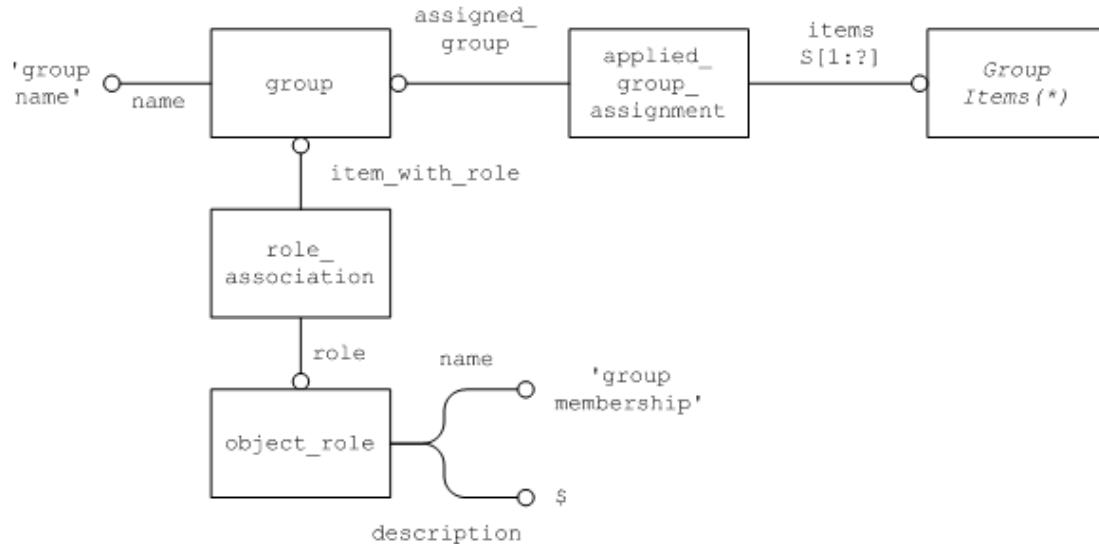 assigned_
group
items
S[1:?]
'group
name'
name
group
applied_
group_
assignment
Group
Items(*)
item_with_role
role_
association
role
name
'group
membership'
object_role
$
description